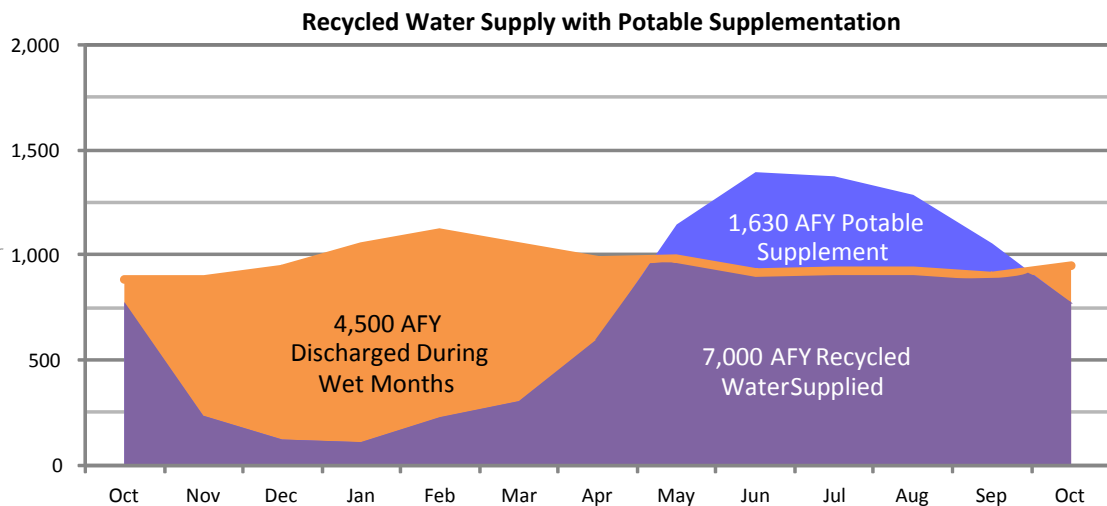 Recycled Water Supply with Potable Supplementation
2,000
1,500
1,000
500
0
1,630 AFY Potable
Supplement
4,500 AFY
Discharged During
Wet Months
7,000 AFY Recycled
WaterSupplied
Oct Nov Dec Jan Feb Mar Apr May Jun Jul Aug Sep Oct